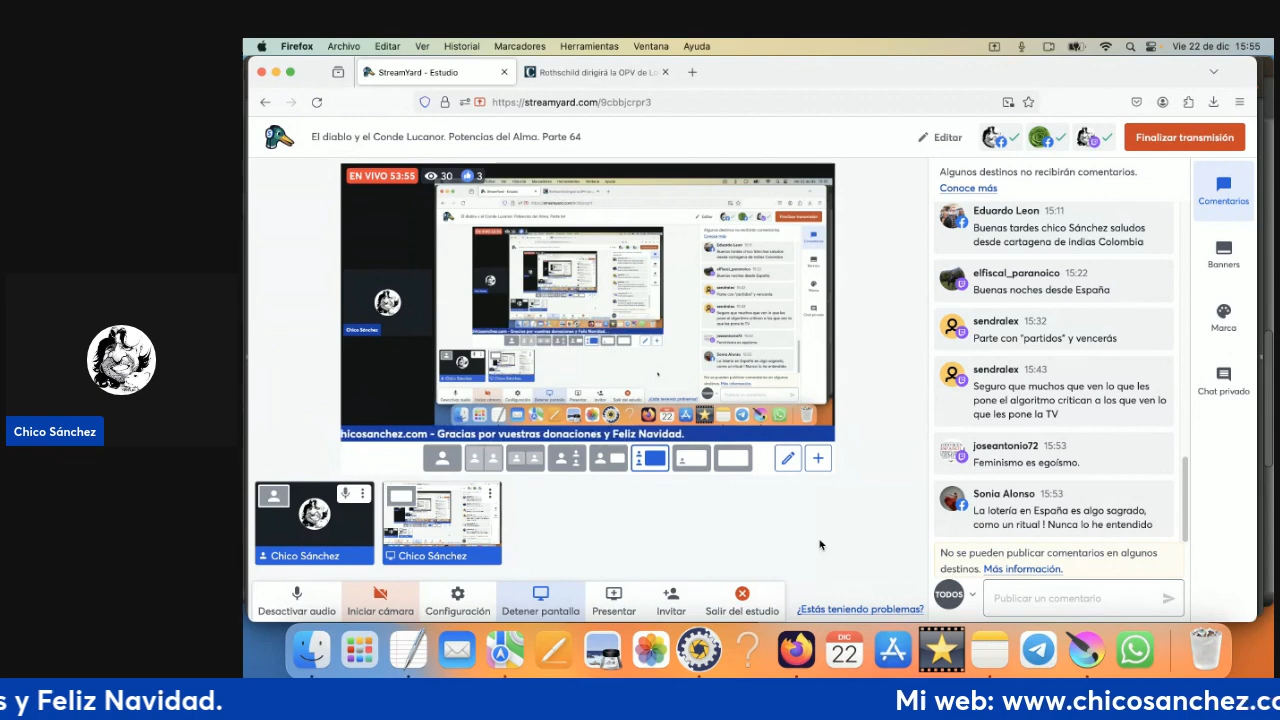 Firefox Archivo Editar Ver Historial Marcadores Herramientas Ventana Ayuda
Vie 22 de dic 15:55
StreamYard - Estudio
Rothschild dirigirá la OPV de Lo
https://streamyard.com/9cbbjcrpr3
El diablo y el Conde Lucanor. Potencias del Alma. Parte 64
Editar
Finalizar transmisión
EN VIVO 53:55 30 3
Chico Sánchez
hicosanchez.com - Gracias por vuestras donaciones y Feliz Navidad.
Algunos destinos no recibirán comentarios.
Conoce más
Eduardo Leon 15:11
Buenas tardes chico Sánchez saludos
desde cartagena de indias Colombia
elfiscal_paranoico 15:22
Buenas noches desde España
sendralex 15:32
Parte con "partidos" y vencerás
sendralex 15:43
Seguro que muchos que ven lo que les
pone el algoritmo critican a los que ven lo
que les pone la TV
joseantonio72 15:53
Feminismo es egoísmo.
Sonia Alonso 15:53
La lotería en España es algo sagrado,
como un ritual ! Nunca lo he entendido
No se pueden publicar comentarios en algunos
destinos. Más información.
TODOS
Publicar un comentario
Comentarios
Banners
Marca
Chat privado
Chico Sánchez
Chico Sánchez
Desactivar audio
Iniciar cámara
Configuración
Detener pantalla
Presentar
Invitar
Salir del estudio
¿Estás teniendo problemas?
DIC
22
Chico Sánchez
s y Feliz Navidad.
Mi web: www.chicosanchez.co